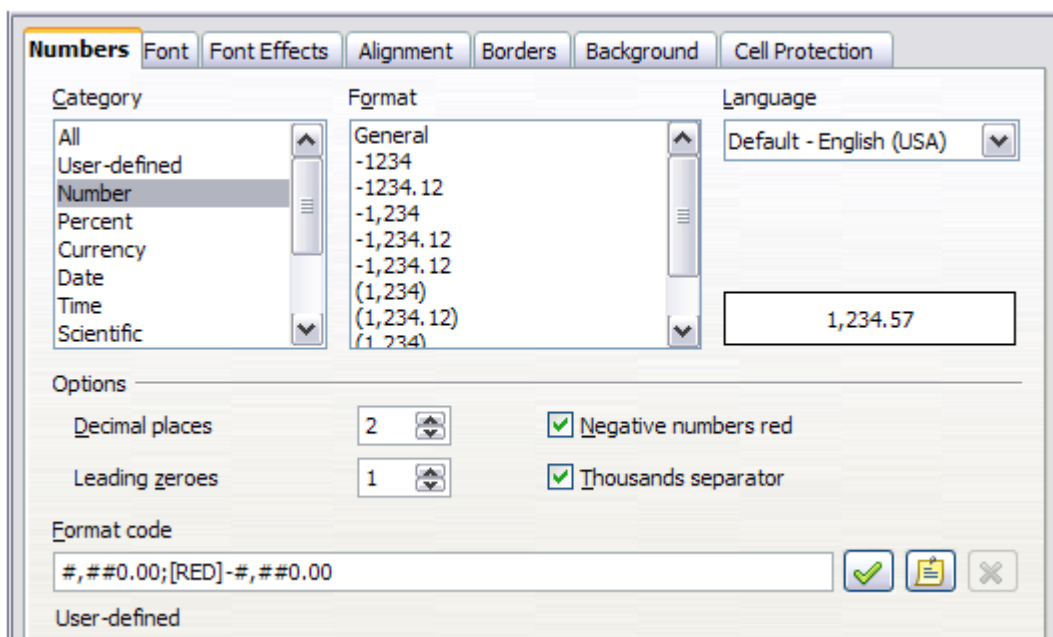 Numbers Font Font Effects Alignment Borders Background Cell Protection
Category Format Language
All
User-defined
Number
Percent
Currency
Date
Time
Scientific
General
-1234
-1234.12
-1,234
-1,234.12
-1,234.12
(1,234)
(1,234.12)
(1,234)
Default - English (USA)
1,234.57
Options
Decimal places 2 Negative numbers red
Leading zeroes 1 Thousands separator
Format code
#,##0.00;[RED]-#,##0.00
User-defined